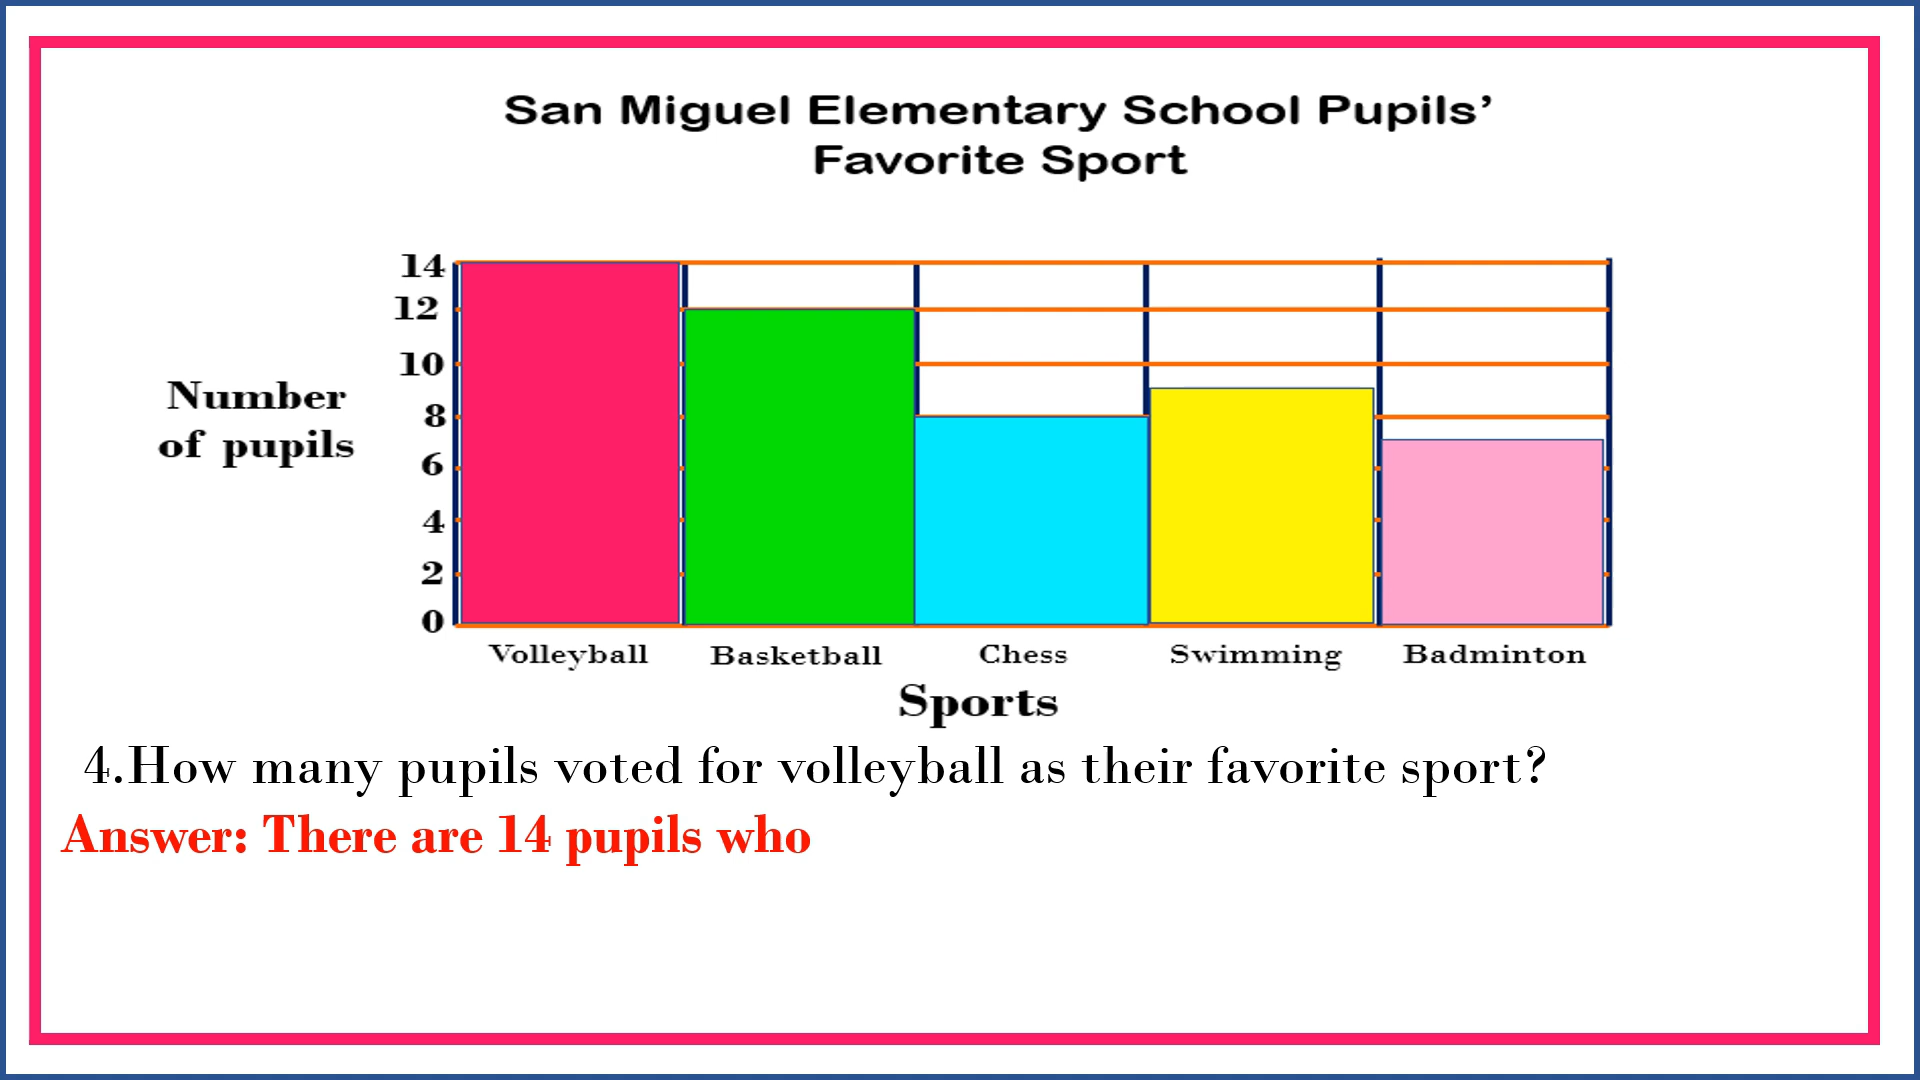 San Miguel Elementary School Pupils’
Favorite Sport
14
12
10
8
6
4
2
0
Number
of pupils
Volleyball Basketball Chess Swimming Badminton
Sports
4.How many pupils voted for volleyball as their favorite sport?
Answer: There are 14 pupils who